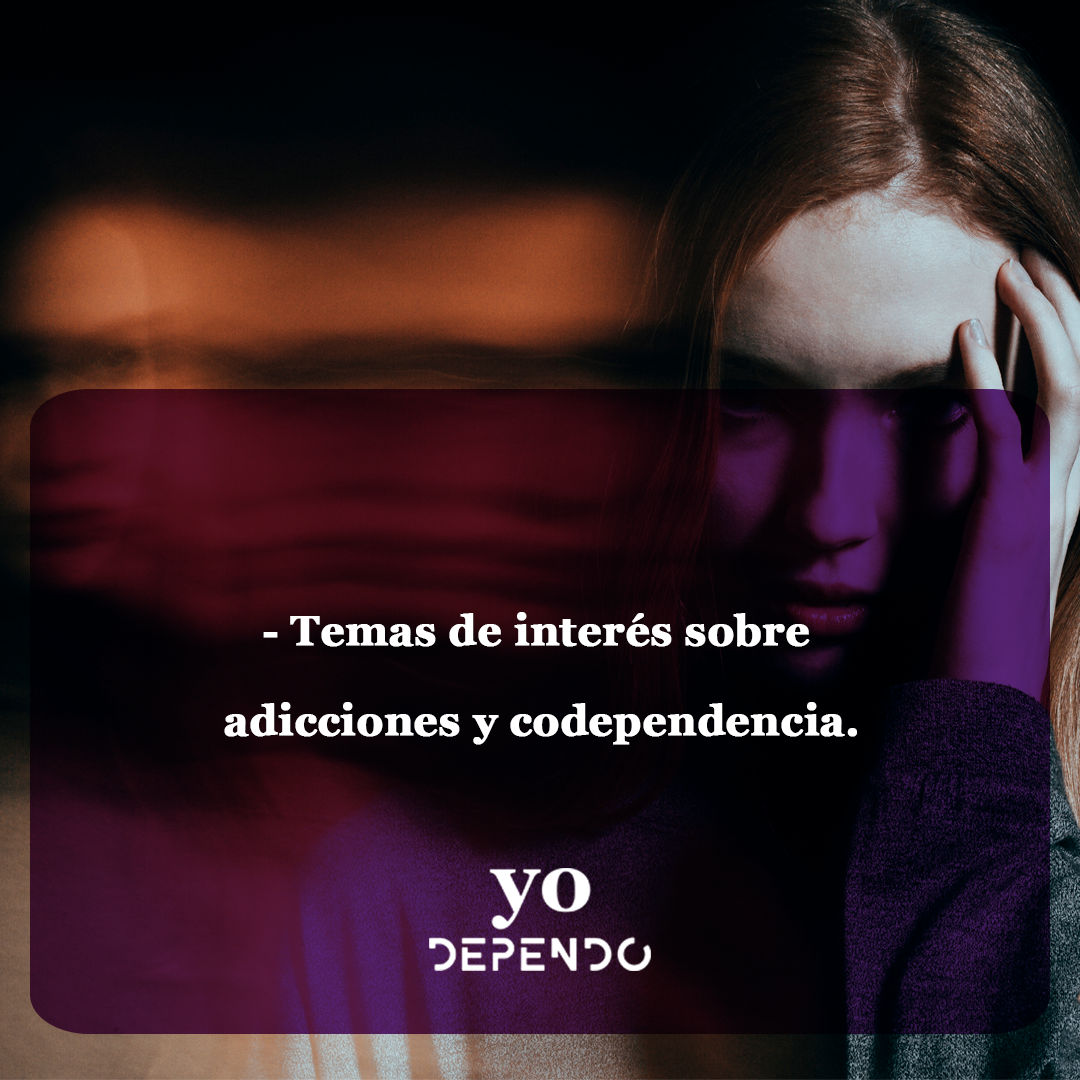 - Temas de interés sobre
adicciones y codependencia.
yo
DEPENDO